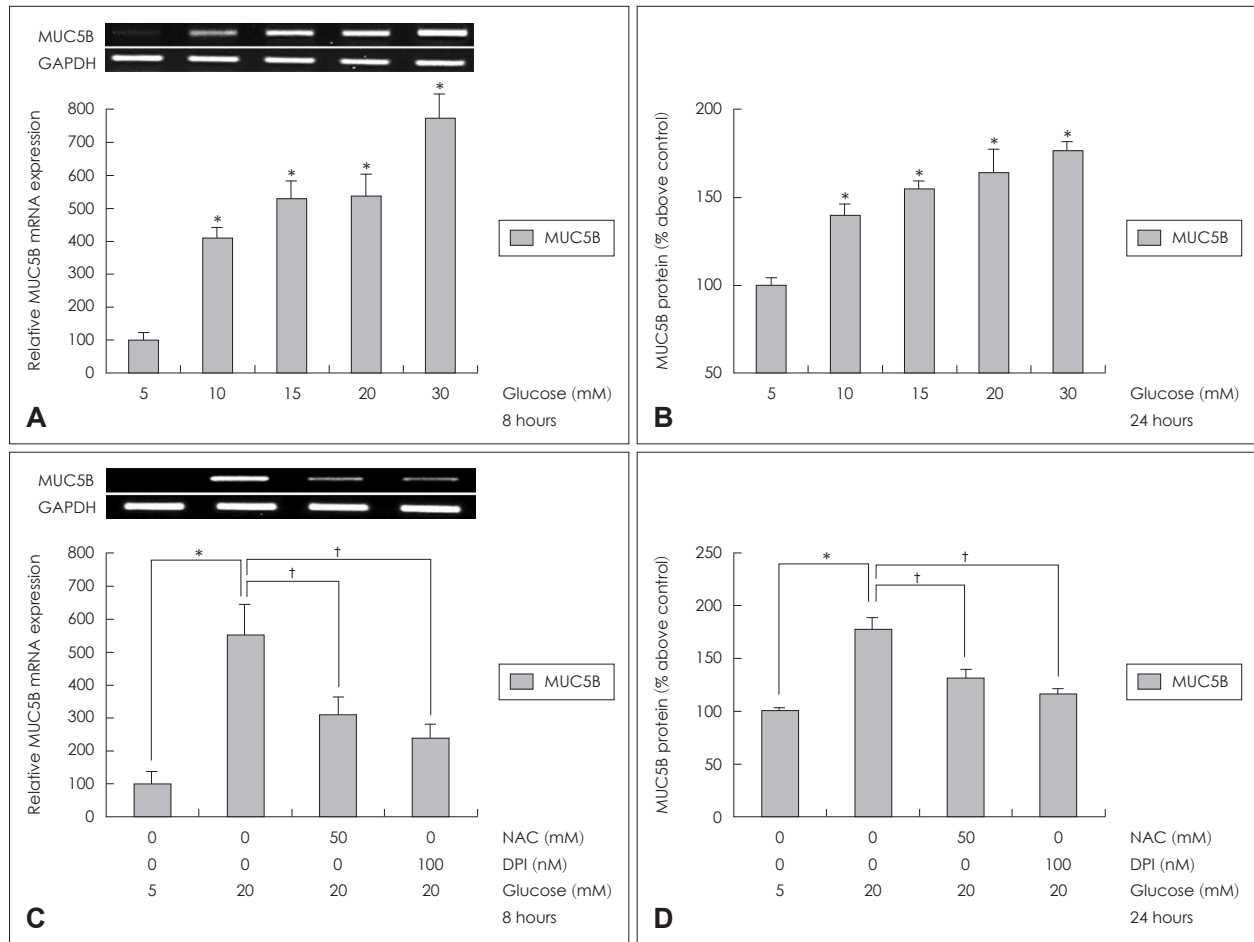 MUC5B
GAPDH
Relative MUC5B mRNA expression
800
700
600
500
400
300
200
100
0
*
*
*
*
MUC5B
5 10 15 20 30 Glucose (mM)
A 8 hours
MUC5B protein (% above control)
200
150
100
50
*
*
*
*
MUC5B
5 10 15 20 30 Glucose (mM)
B 24 hours
MUC5B
GAPDH
Relative MUC5B mRNA expression
800
700
600
500
400
300
200
100
0
*
†
†
MUC5B
0 0 50 0 NAC (mM)
0 0 0 100 DPI (nM)
5 20 20 20 Glucose (mM)
C 8 hours
MUC5B protein (% above control)
250
200
150
100
50
0
*
†
†
MUC5B
0 0 50 0 NAC (mM)
0 0 0 100 DPI (nM)
5 20 20 20 Glucose (mM)
D 24 hours